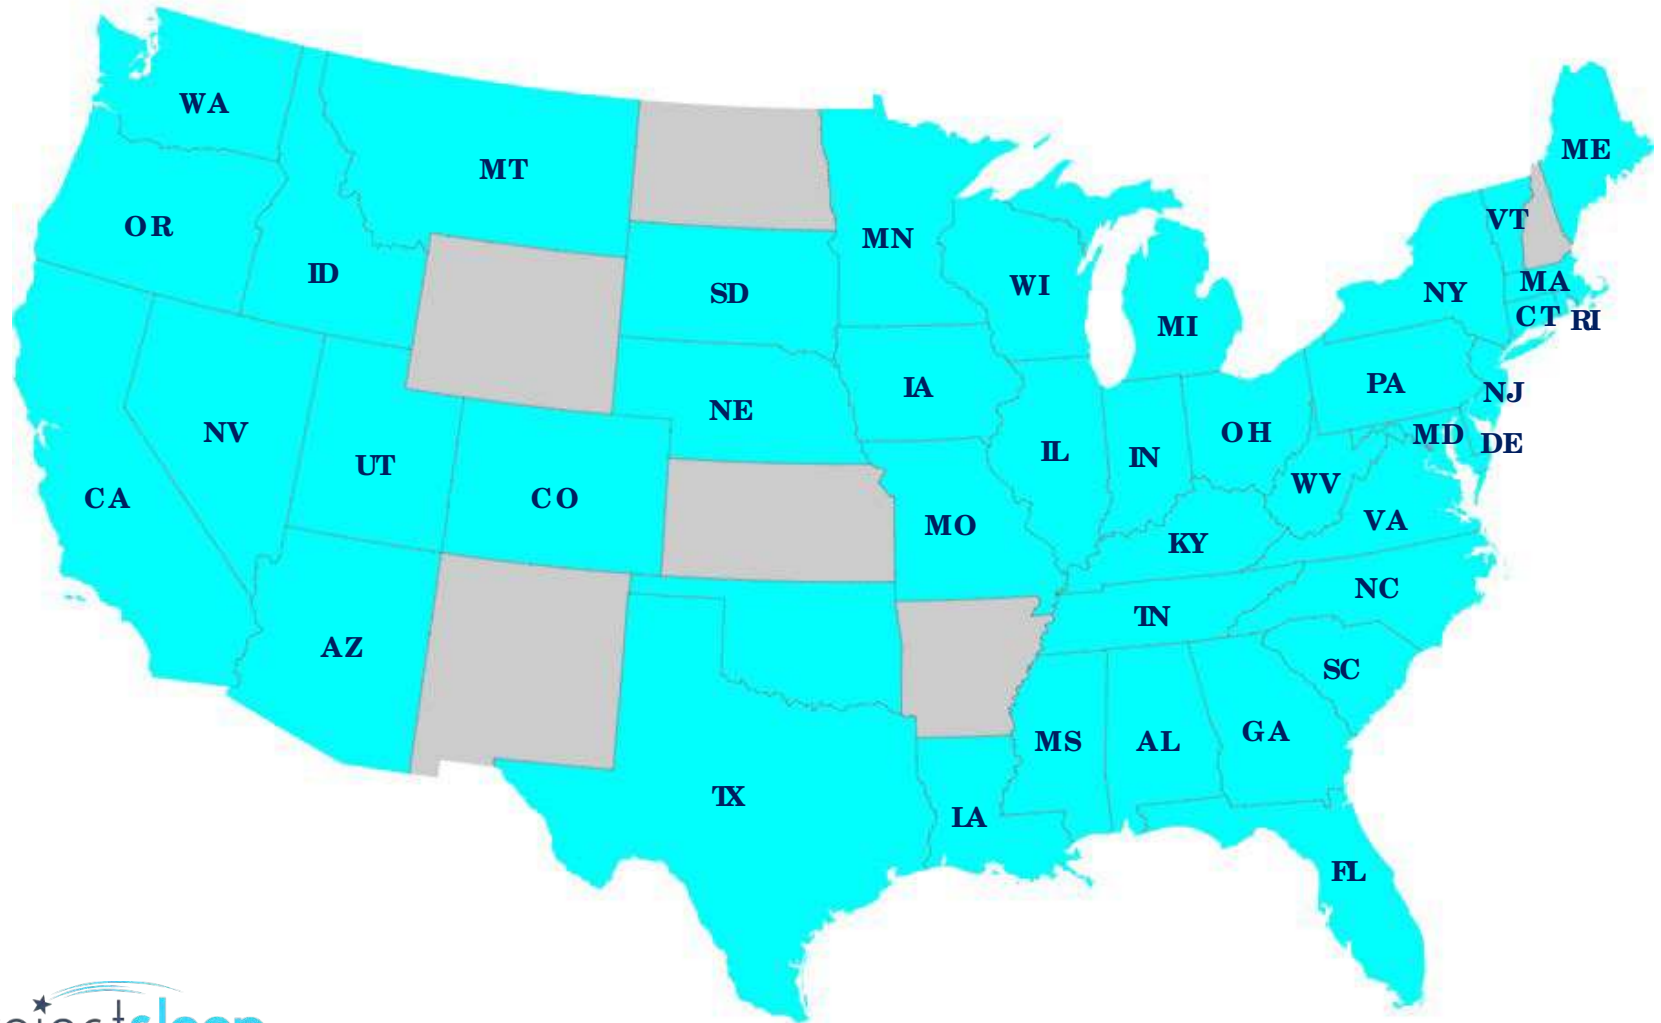 WA
MT
ME
OR
VT
MN
ID
WI
MA
SD
NY
CT RI
MI
IA
PA
NJ
NE
NV
OH
MD
DE
IL
IN
UT
WV
CA
CO
MO
VA
KY
NC
TN
AZ
SC
GA
MS
AL
TX
LA
FL